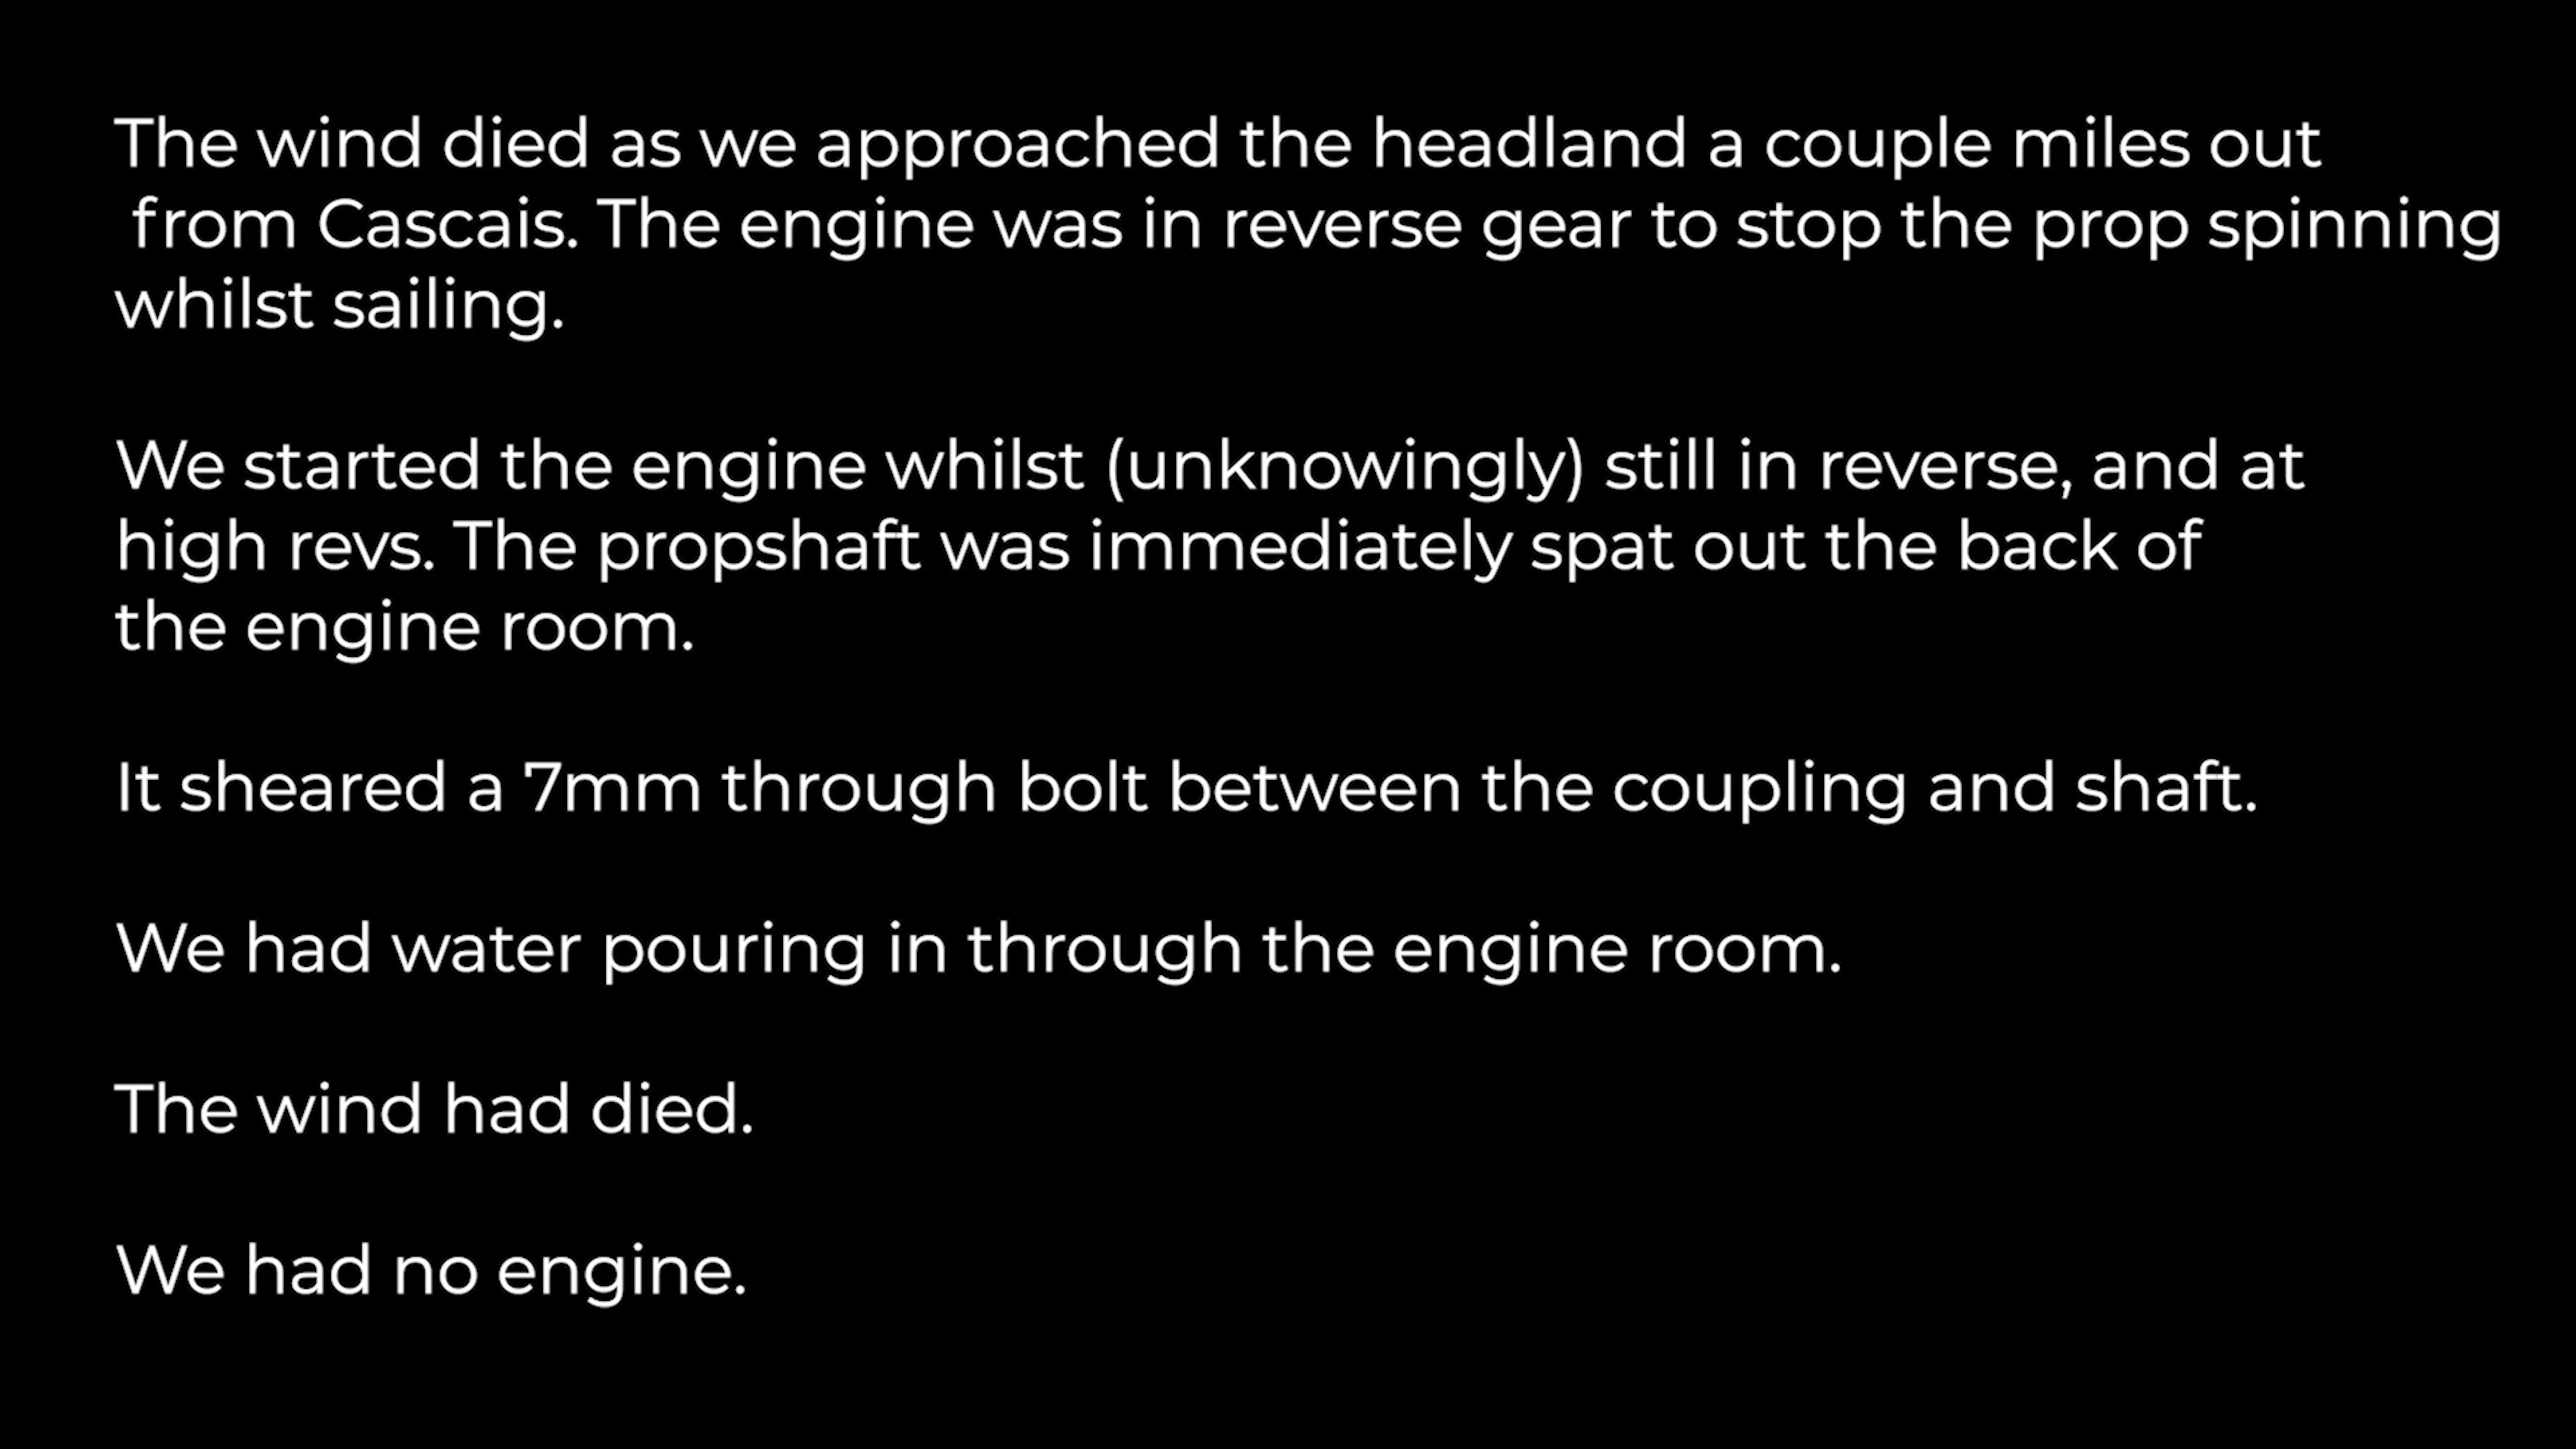 The wind died as we approached the headland a couple miles out
from Cascais. The engine was in reverse gear to stop the prop spinning
whilst sailing.
We started the engine whilst (unknowingly) still in reverse, and at
high revs. The propshaft was immediately spat out the back of
the engine room.
It sheared a 7mm through bolt between the coupling and shaft.
We had water pouring in through the engine room.
The wind had died.
We had no engine.